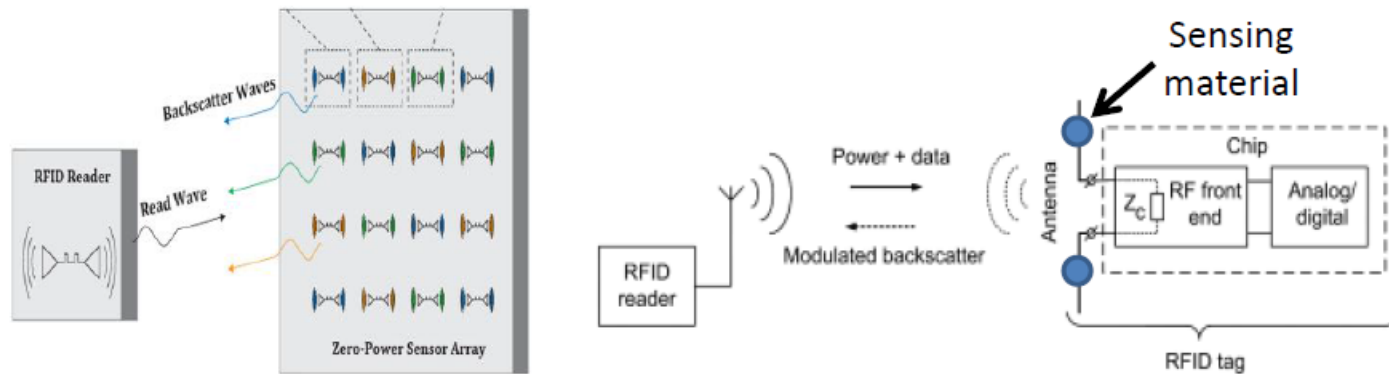 Backscatter Waves
RFID Reader
Read Wave
Zero-Power Sensor Array
Sensing
material
Power + data
Modulated backscatter
RFID
reader
Antenna
Chip
Zc
RF front
end
Analog/
digital
RFID tag